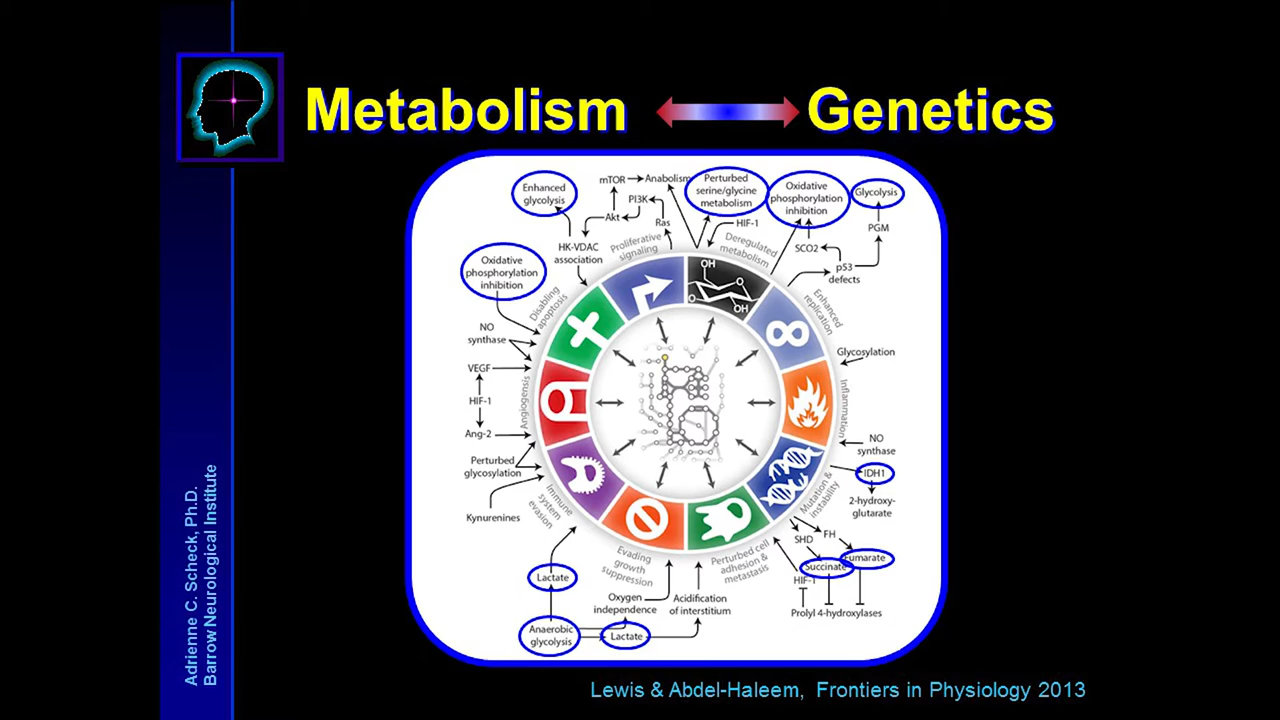 Metabolism
Genetics
Enhanced
glycolysis
mTOR
Anabolism
PI3K
Akt
Ras
HK-VDAC
association
Perturbed
serine/glycine
metabolism
HIF-1
Oxidative
phosphorylation
inhibition
Glycolysis
PGM
SCO2
p53
defects
Proliferative
signaling
Deregulated
metabolism
Oxidative
phosphorylation
inhibition
Disabling
apoptosis
Enhanced
replication
OH
O
O
OH
NO
synthase
VEGF
HIF-1
Ang-2
Angiogensis
Glycosylation
Inflammation
NO
synthase
Perturbed
glycosylation
Kynurenines
Immune
system
evasion
Mutation &
instability
IDH1
2-hydroxy-
glutarate
SHD
FH
Fumarate
Succinate
HIF-1
Prolyl 4-hydroxylases
Evading
growth
suppression
Perturbed cell
adhesion &
metastasis
Lactate
Oxygen
independence
Acidification
of interstitium
Anaerobic
glycolysis
Lactate
Adrienne C. Scheck, Ph.D.
Barrow Neurological Institute
Lewis & Abdel-Haleem, Frontiers in Physiology 2013